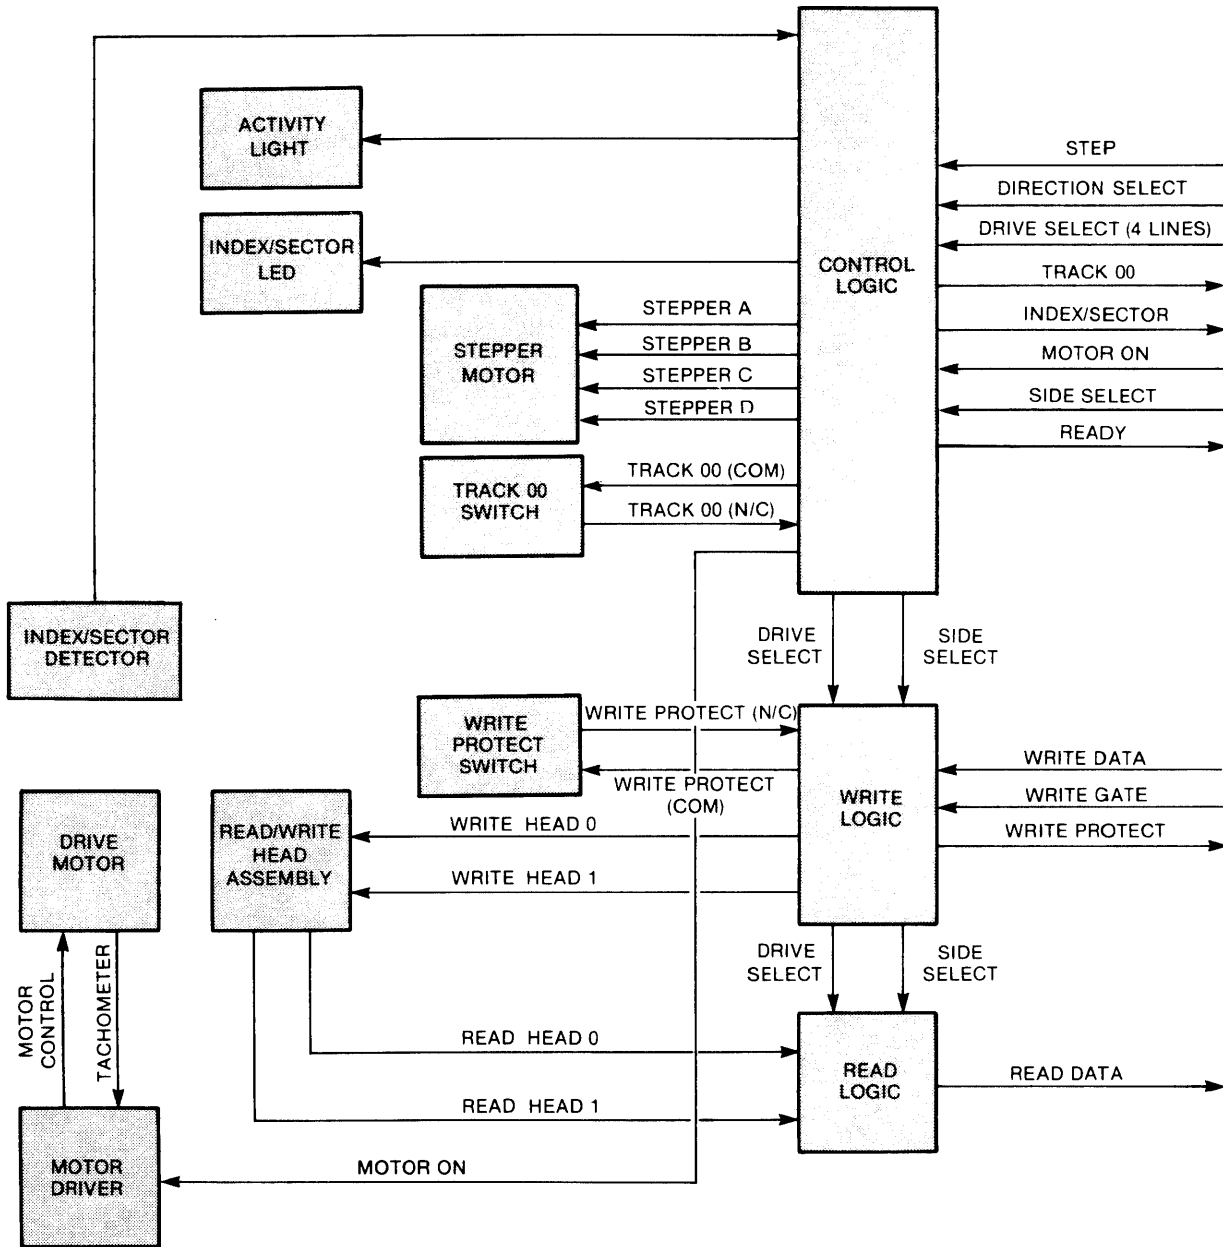 ACTIVITY
LIGHT
INDEX/SECTOR
LED
STEPPER
MOTOR
STEPPER A
STEPPER B
STEPPER C
STEPPER D
TRACK 00
SWITCH
TRACK 00 (COM)
TRACK 00 (N/C)
CONTROL
LOGIC
STEP
DIRECTION SELECT
DRIVE SELECT (4 LINES)
TRACK 00
INDEX/SECTOR
MOTOR ON
SIDE SELECT
READY
INDEX/SECTOR
DETECTOR
DRIVE
SELECT
SIDE
SELECT
WRITE
PROTECT
SWITCH
WRITE PROTECT (N/C)
WRITE PROTECT
(COM)
WRITE
LOGIC
WRITE DATA
WRITE GATE
WRITE PROTECT
DRIVE
MOTOR
READ/WRITE
HEAD
ASSEMBLY
WRITE HEAD 0
WRITE HEAD 1
DRIVE
SELECT
SIDE
SELECT
MOTOR
CONTROL
TACHOMETER
READ HEAD 0
READ HEAD 1
READ
LOGIC
READ DATA
MOTOR
DRIVER
MOTOR ON